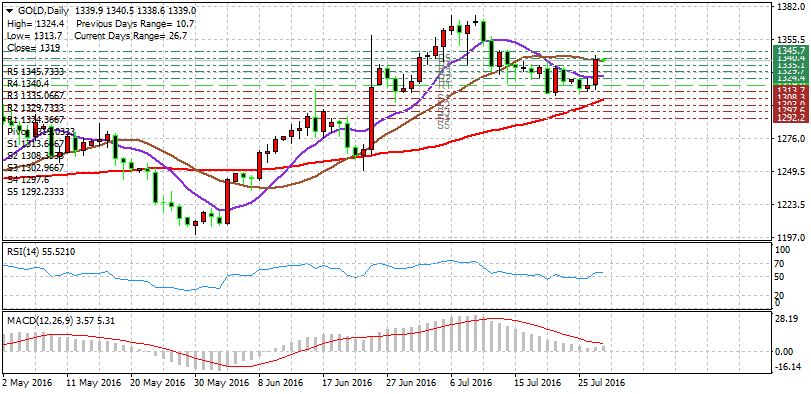 GOLD,Daily 1339.9 1340.5 1338.6 1339.0
High= 1324.4 Previous Days Range= 10.7
Low= 1313.7 Current Days Range= 26.7
Close= 1319
R5 1345.7333
R4 1340.4
R3 1335.0667
R2 1329.7333
R1 1324.3667
S1 1313.6667
S2 1308.3333
S3 1302.9667
S4 1297.6
S5 1292.2333
1382.0
1355.5
1345.7
1340.4
1335.1
1329.7
1324.4
1313.7
1308.3
1303.0
1297.6
1292.2
1276.0
1249.5
1223.5
1197.0
RSI(14) 55.5210
100
70
50
20
0
MACD(12,26,9) 3.57 5.31
28.19
0.00
-16.14
2 May 2016
11 May 2016
20 May 2016
30 May 2016
8 Jun 2016
17 Jun 2016
27 Jun 2016
6 Jul 2016
15 Jul 2016
25 Jul 2016